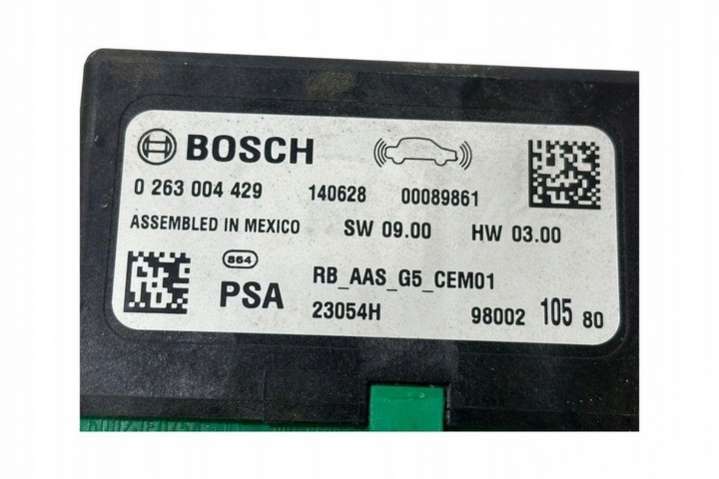 BOSCH
0 263 004 429 140628 00089861
ASSEMBLED IN MEXICO SW 09.00 HW 03.00
864 RB_AAS_G5_CEM01
PSA 23054H 98002 105 80